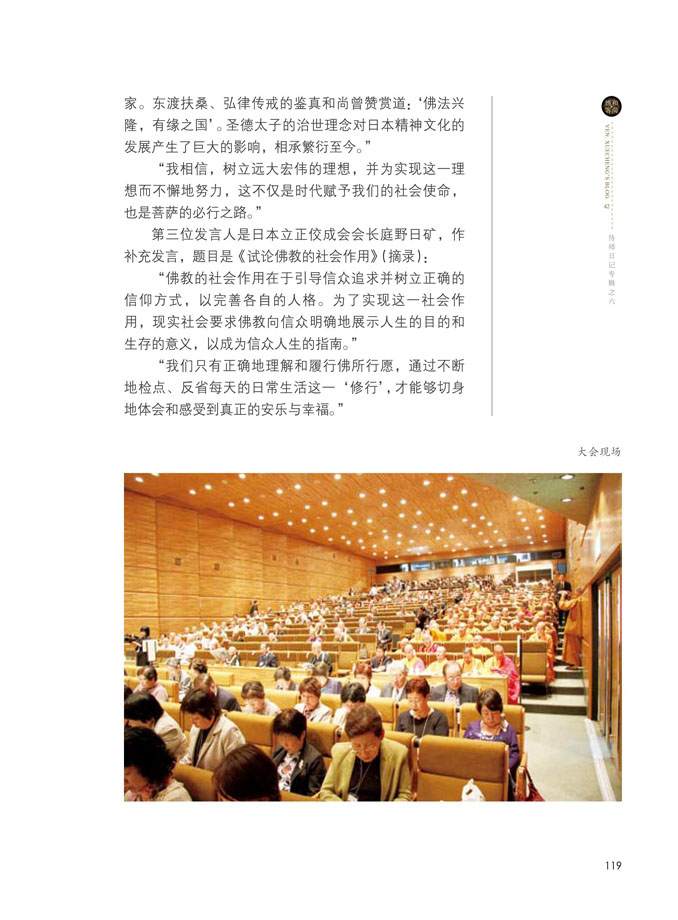 家。东渡扶桑、弘律传戒的鉴真和尚曾赞赏道：‘佛法兴
隆，有缘之国’。圣德太子的治世理念对日本精神文化的
发展产生了巨大的影响，相承繁衍至今。”
“我相信，树立远大宏伟的理想，并为实现这一理
想而不懈地努力，这不仅是时代赋予我们的社会使命，
也是菩萨的必行之路。”
第三位发言人是日本立正佼成会会长庭野日矿，作
补充发言，题目是《试论佛教的社会作用》（摘录）：
“佛教的社会作用在于引导信众追求并树立正确的
信仰方式，以完善各自的人格。为了实现这一社会作
用，现实社会要求佛教向信众明确地展示人生的目的和
生存的意义，以成为信众人生的指南。”
“我们只有正确地理解和履行佛所行愿，通过不断
地检点、反省每天的日常生活这一‘修行’，才能够切身
地体会和感受到真正的安乐与幸福。”
VEN. XUECHENG'S BLOG
42
侍师日记专辑之六
大会现场
119